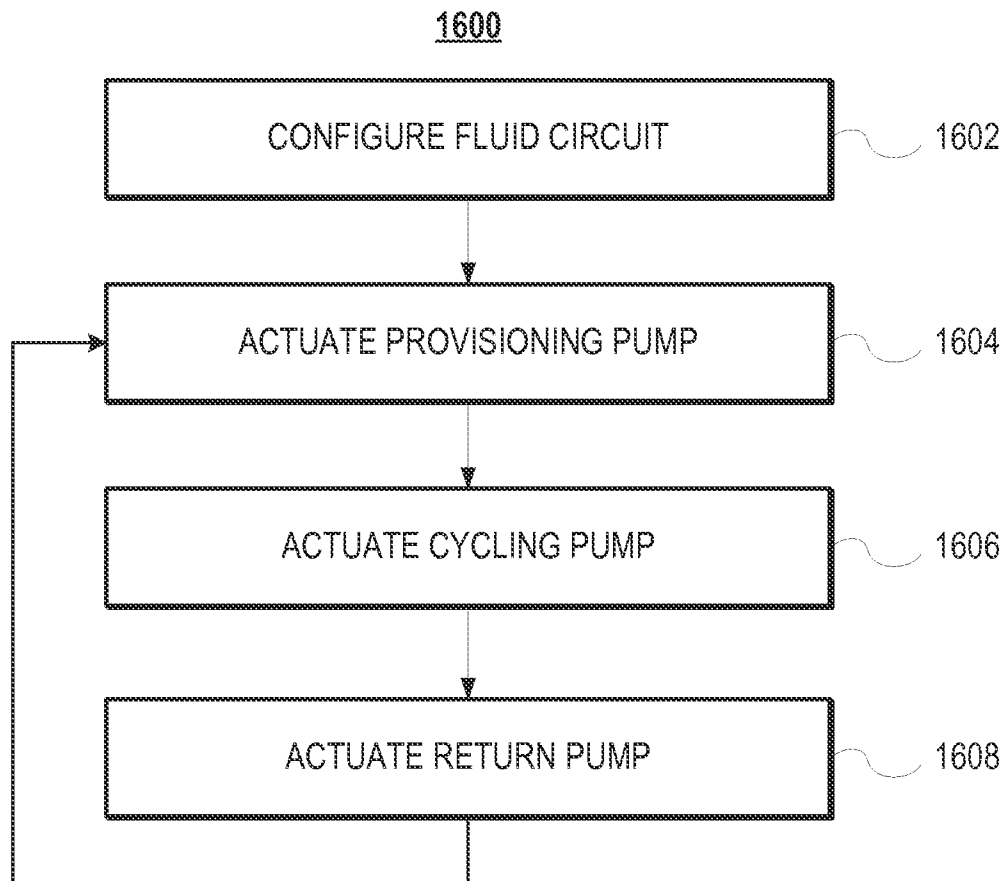 1600
CONFIGURE FLUID CIRCUIT
1602
ACTUATE PROVISIONING PUMP
1604
ACTUATE CYCLING PUMP
1606
ACTUATE RETURN PUMP
1608